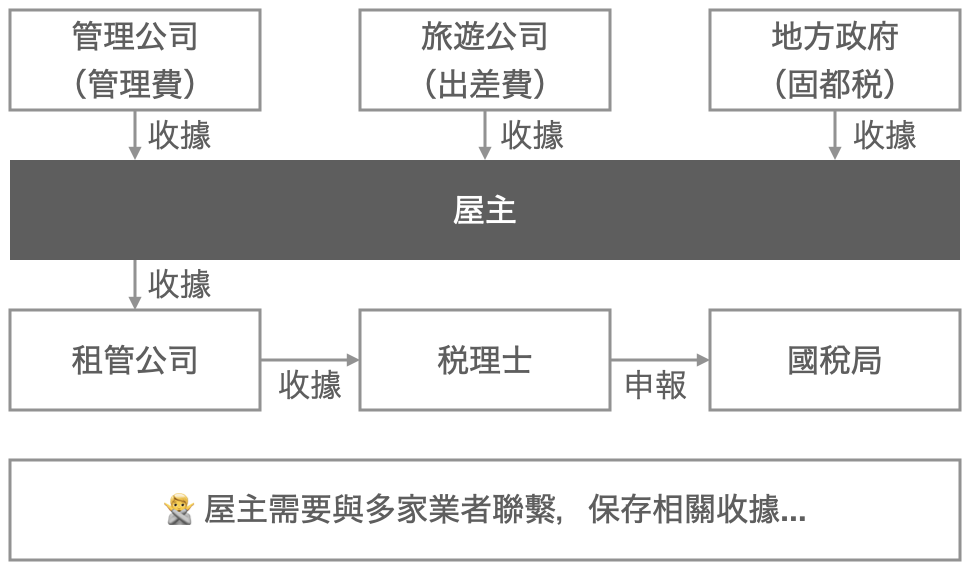 管理公司
（管理費）
旅遊公司
（出差費）
地方政府
（固都税）
收據
收據
收據
屋主
收據
租管公司
收據
税理士
申報
國稅局
🙅 屋主需要與多家業者聯繫，保存相關收據...